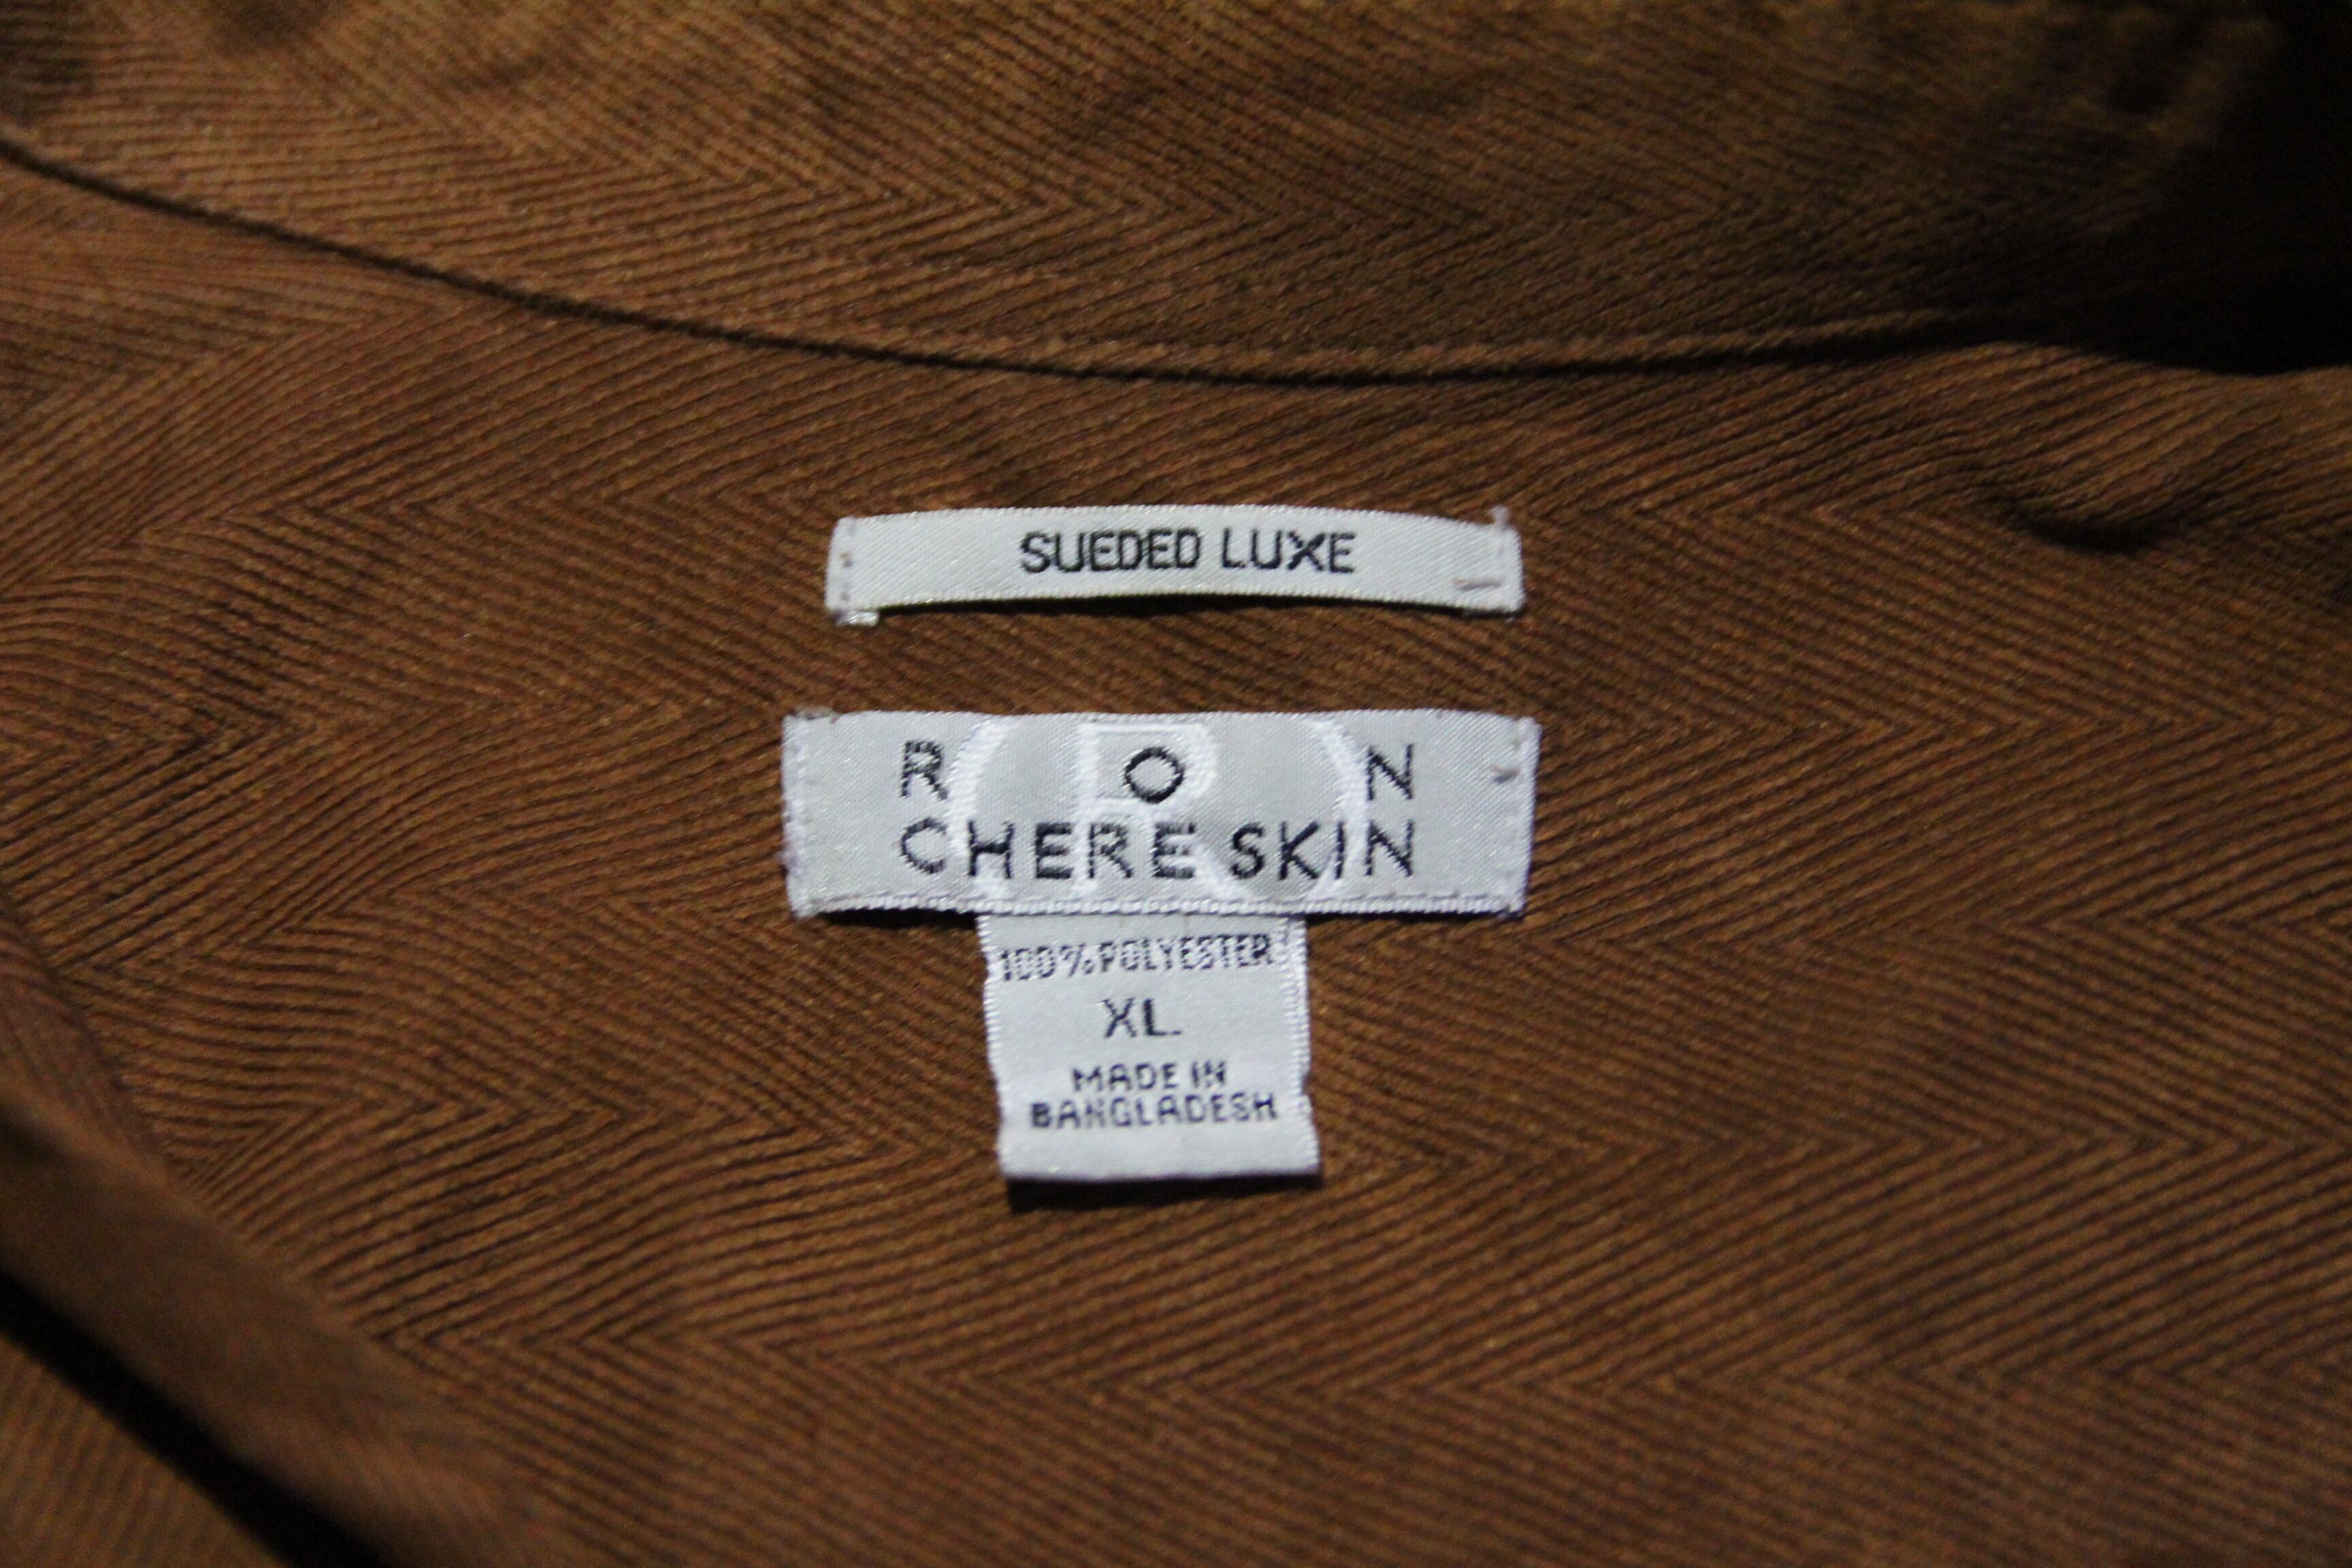 SUEDED LUXE
R O N
CHERE SKIN
100% POLYESTER
XL
MADE IN
BANGLADESH